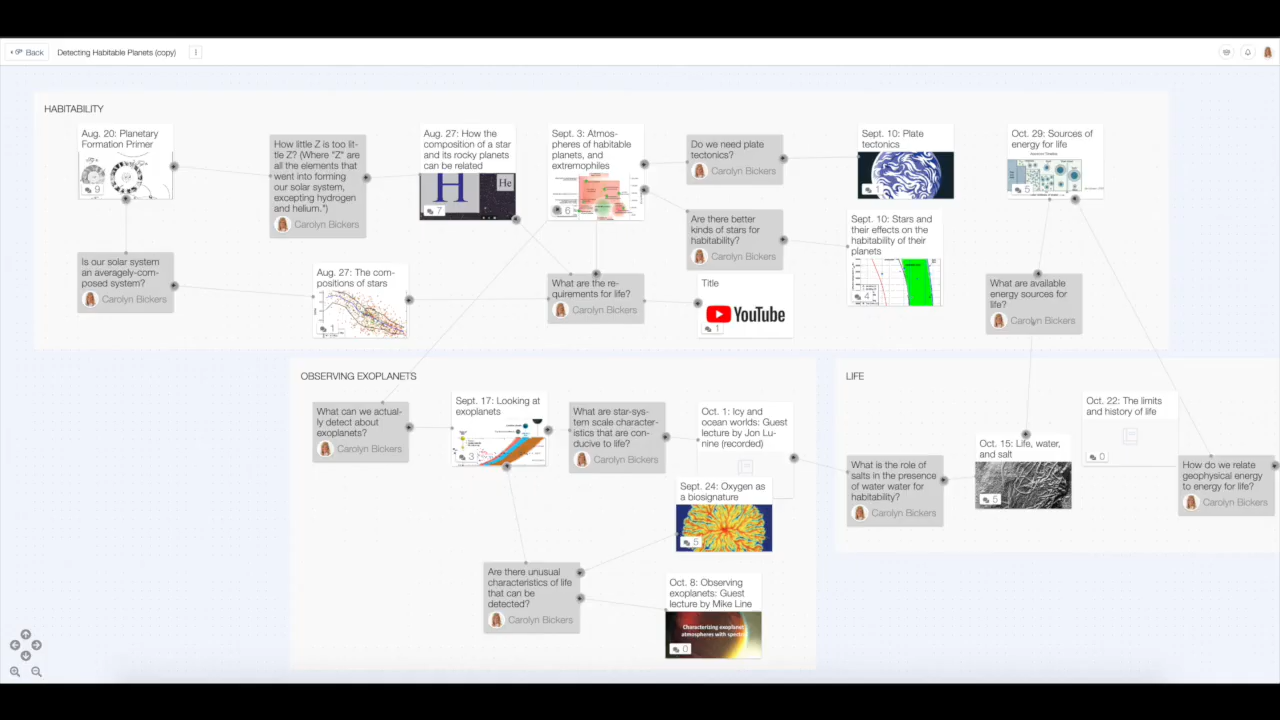 Back
Detecting Habitable Planets (copy)
HABITABILITY
Aug. 20: Planetary
Formation Primer
9
How little Z is too lit-
tle Z? (Where "Z" are
all the elements that
went into forming
our solar system,
excepting hydrogen
and helium.")
Carolyn Bickers
Aug. 27: How the
composition of a star
and its rocky planets
can be related
H
He
7
Sept. 3: Atmos-
pheres of habitable
planets, and
extremophiles
6
Do we need plate
tectonics?
Carolyn Bickers
Sept. 10: Plate
tectonics
1
Oct. 29: Sources of
energy for life
5
Are there better
kinds of stars for
habitability?
Carolyn Bickers
Sept. 10: Stars and
their effects on the
habitability of their
planets
4
Is our solar system
an averagely-com-
posed system?
Carolyn Bickers
Aug. 27: The com-
positions of stars
1
What are the re-
quirements for life?
Carolyn Bickers
Title
YouTube
1
What are available
energy sources for
life?
Carolyn Bickers
OBSERVING EXOPLANETS
What can we actual-
ly detect about
exoplanets?
Carolyn Bickers
Sept. 17: Looking at
exoplanets
3
What are star-sys-
tem scale character-
istics that are con-
ducive to life?
Carolyn Bickers
Oct. 1: Icy and
ocean worlds: Guest
lecture by Jon Lu-
nine (recorded)
Sept. 24: Oxygen as
a biosignature
5
Are there unusual
characteristics of life
that can be
detected?
Carolyn Bickers
Oct. 8: Observing
exoplanets: Guest
lecture by Mike Line
Characterizing exoplanet
atmospheres with spect
0
LIFE
What is the role of
salts in the presence
of water water for
habitability?
Carolyn Bickers
Oct. 15: Life, water,
and salt
5
Oct. 22: The limits
and history of life
0
How do we relate
geophysical energy
to energy for life?
Carolyn Bickers